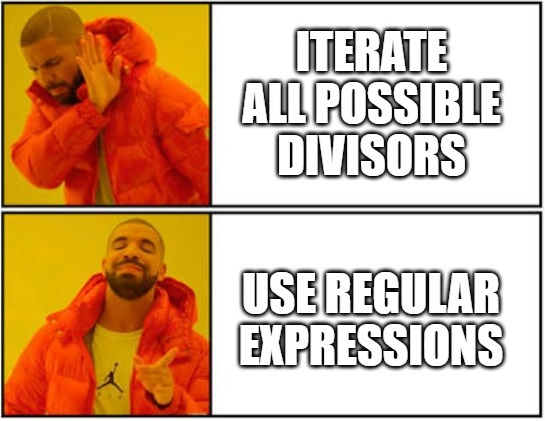 ITERATE
ALL POSSIBLE
DIVISORS
USE REGULAR
EXPRESSIONS